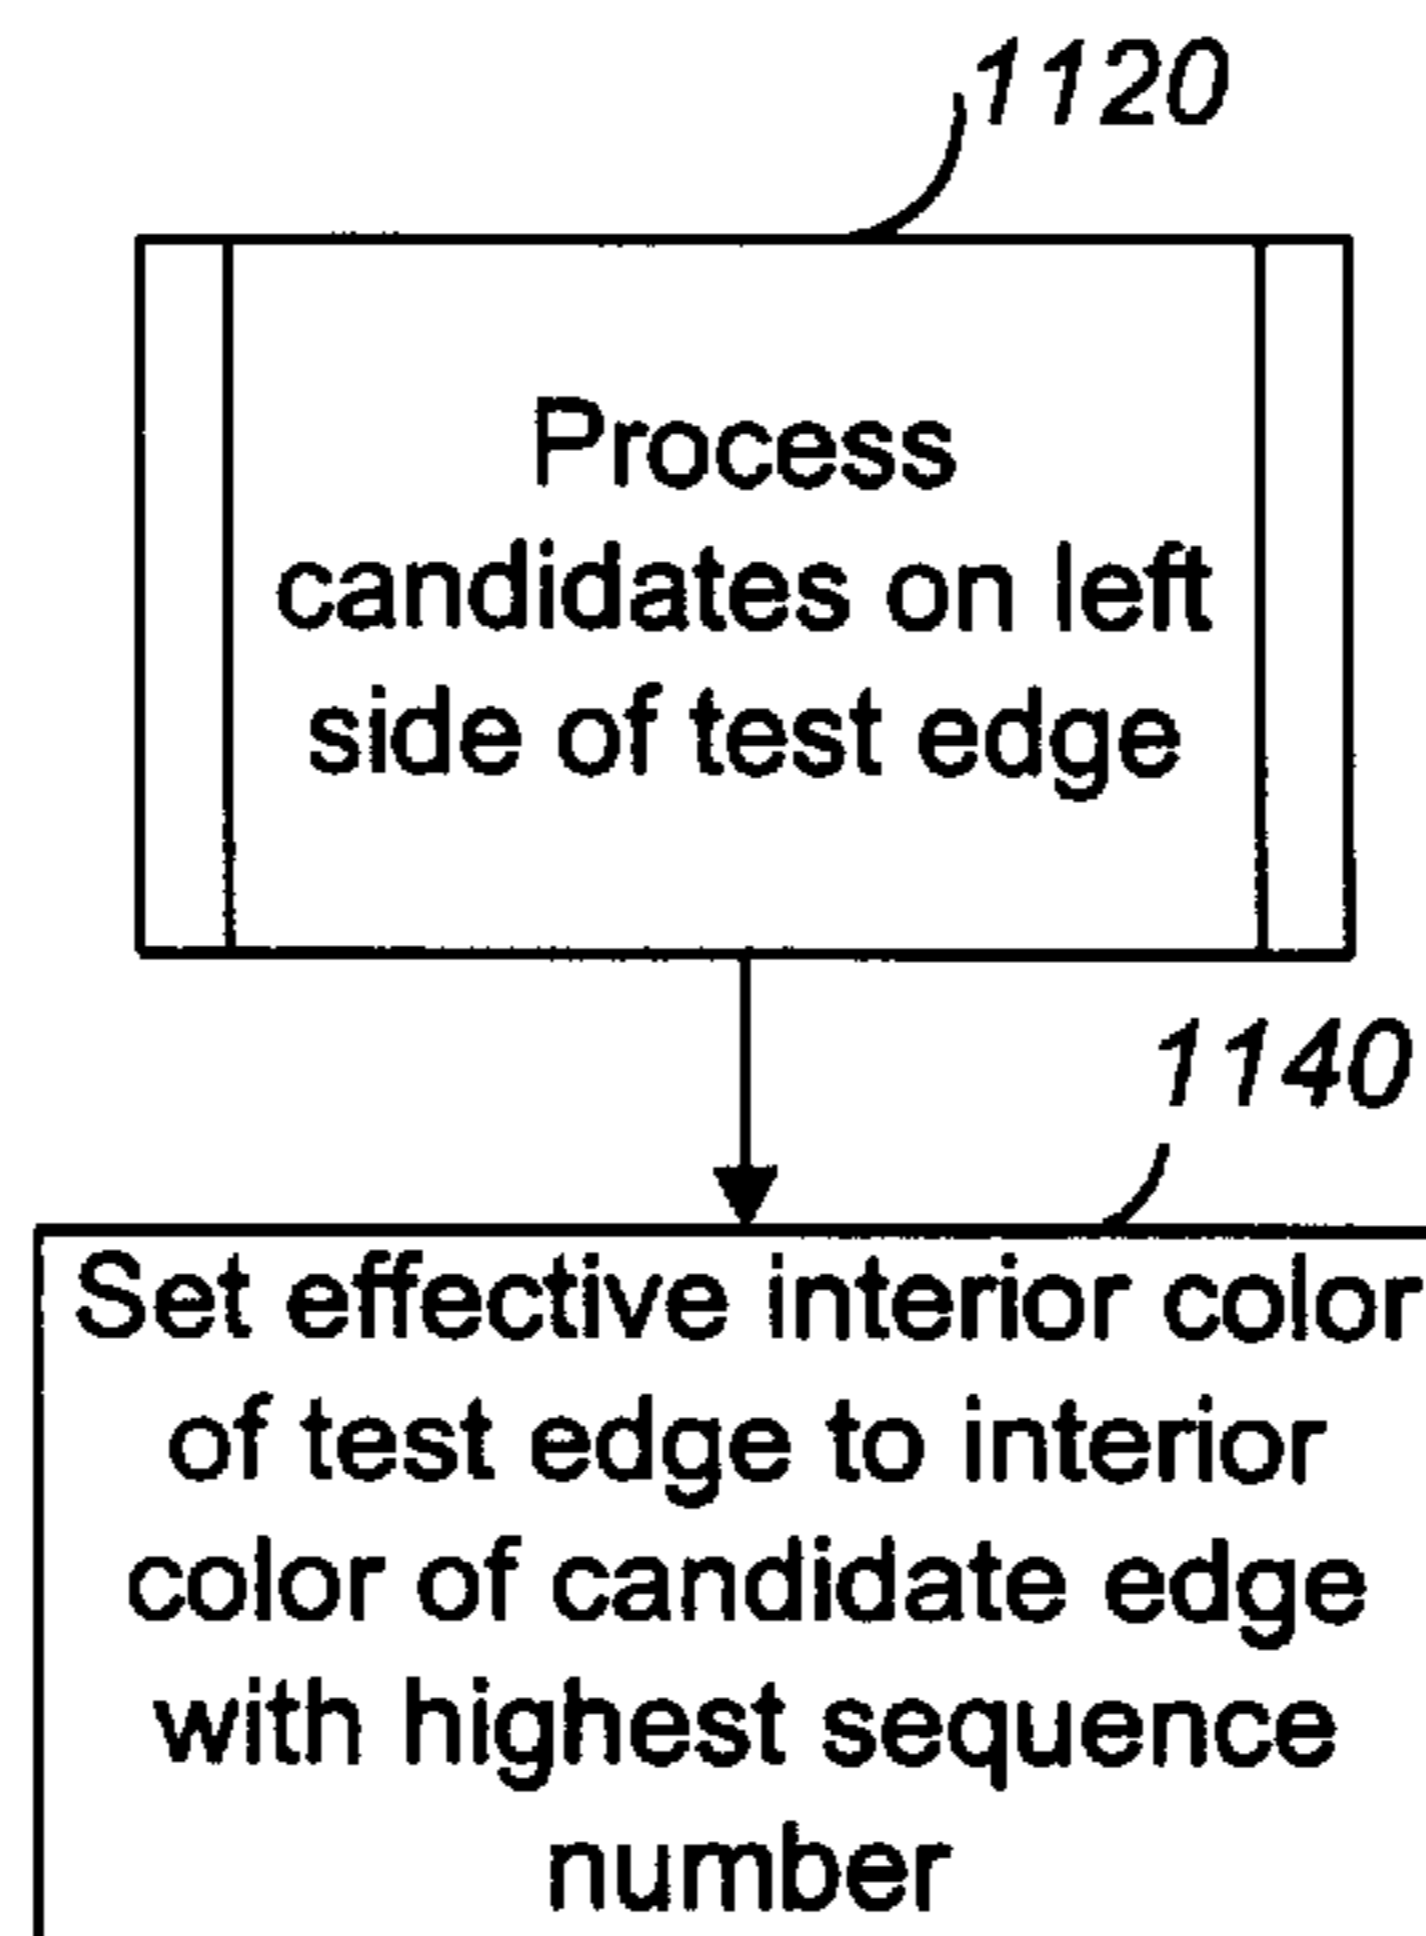 1120
Process
candidates on left
side of test edge
1140
Set effective interior color
of test edge to interior
color of candidate edge
with highest sequence
number